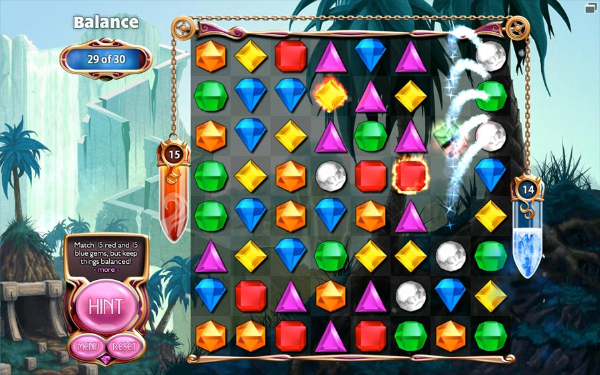 Balance
29 of 30
15
14
Match 15 red and 15
blue gems, but keep
things balanced!
- more -
HINT
MENU
RESET